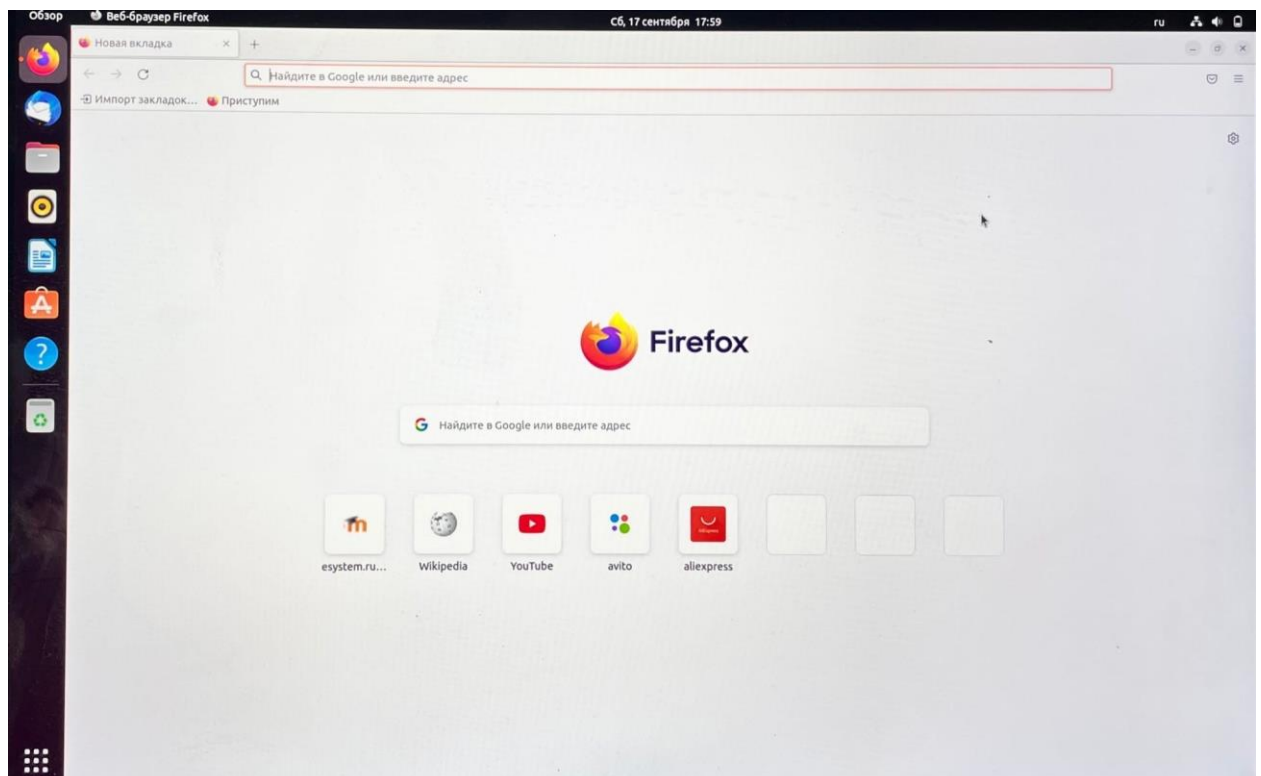 Обзор Веб-браузер Firefox Сб, 17 сентября 17:59 ru
Новая вкладка
Найдите в Google или введите адрес
Импорт закладок... Приступим
Firefox
Найдите в Google или введите адрес
esystem.ru... Wikipedia YouTube avito aliexpress